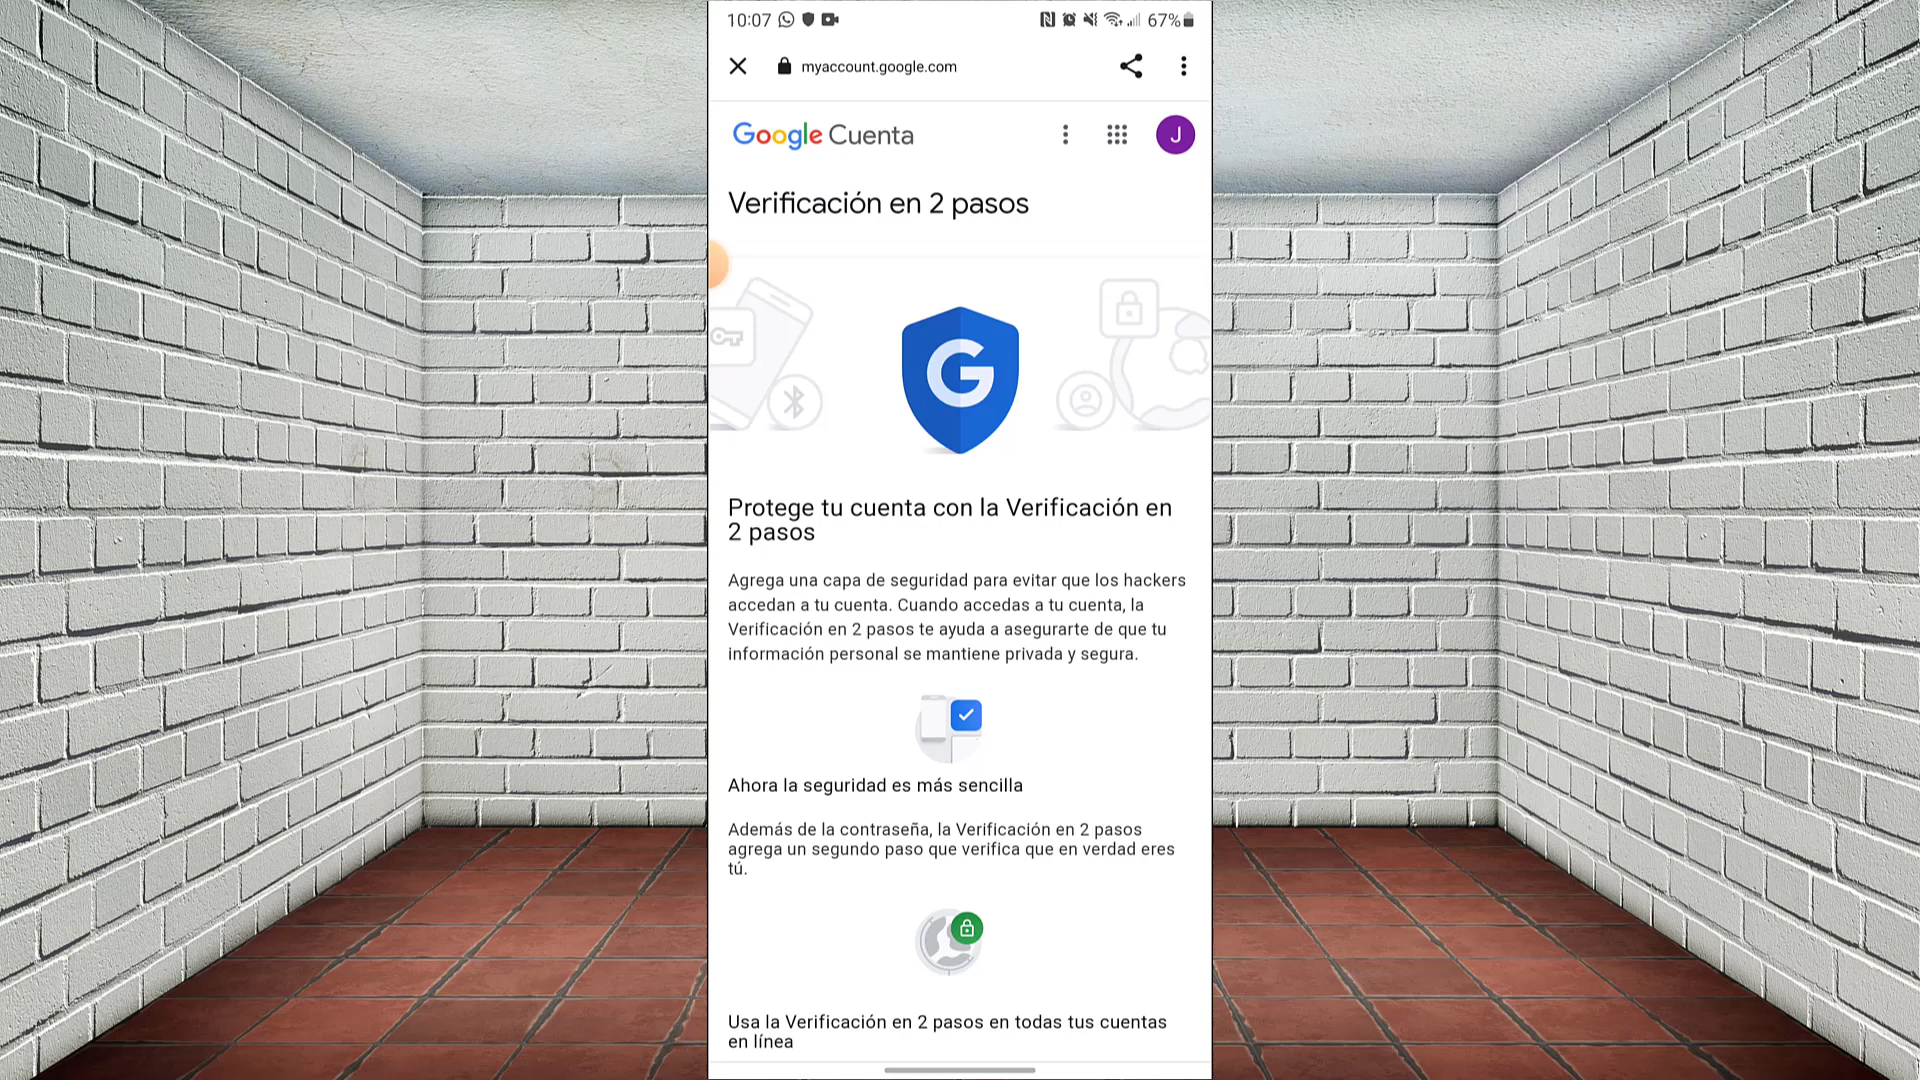 10:07
67%
myaccount.google.com
Google Cuenta
J
Verificación en 2 pasos
G
Protege tu cuenta con la Verificación en
2 pasos
Agrega una capa de seguridad para evitar que los hackers
accedan a tu cuenta. Cuando accedas a tu cuenta, la
Verificación en 2 pasos te ayuda a asegurarte de que tu
información personal se mantiene privada y segura.
Ahora la seguridad es más sencilla
Además de la contraseña, la Verificación en 2 pasos
agrega un segundo paso que verifica que en verdad eres
tú.
Usa la Verificación en 2 pasos en todas tus cuentas
en línea